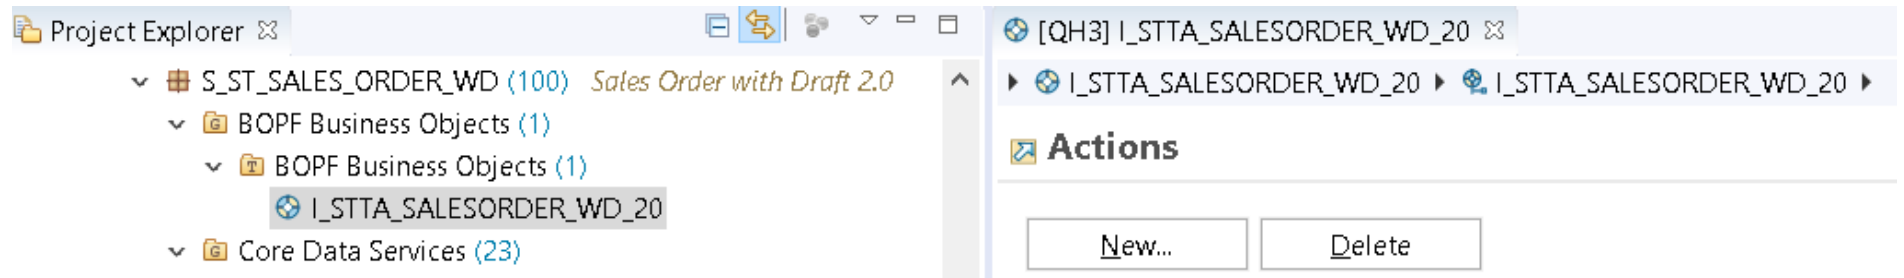 Project Explorer
S_ST_SALES_ORDER_WD (100) Sales Order with Draft 2.0
BOPF Business Objects (1)
BOPF Business Objects (1)
I_STTA_SALESORDER_WD_20
Core Data Services (23)
[QH3] I_STTA_SALESORDER_WD_20
I_STTA_SALESORDER_WD_20 I_STTA_SALESORDER_WD_20
Actions
New... Delete